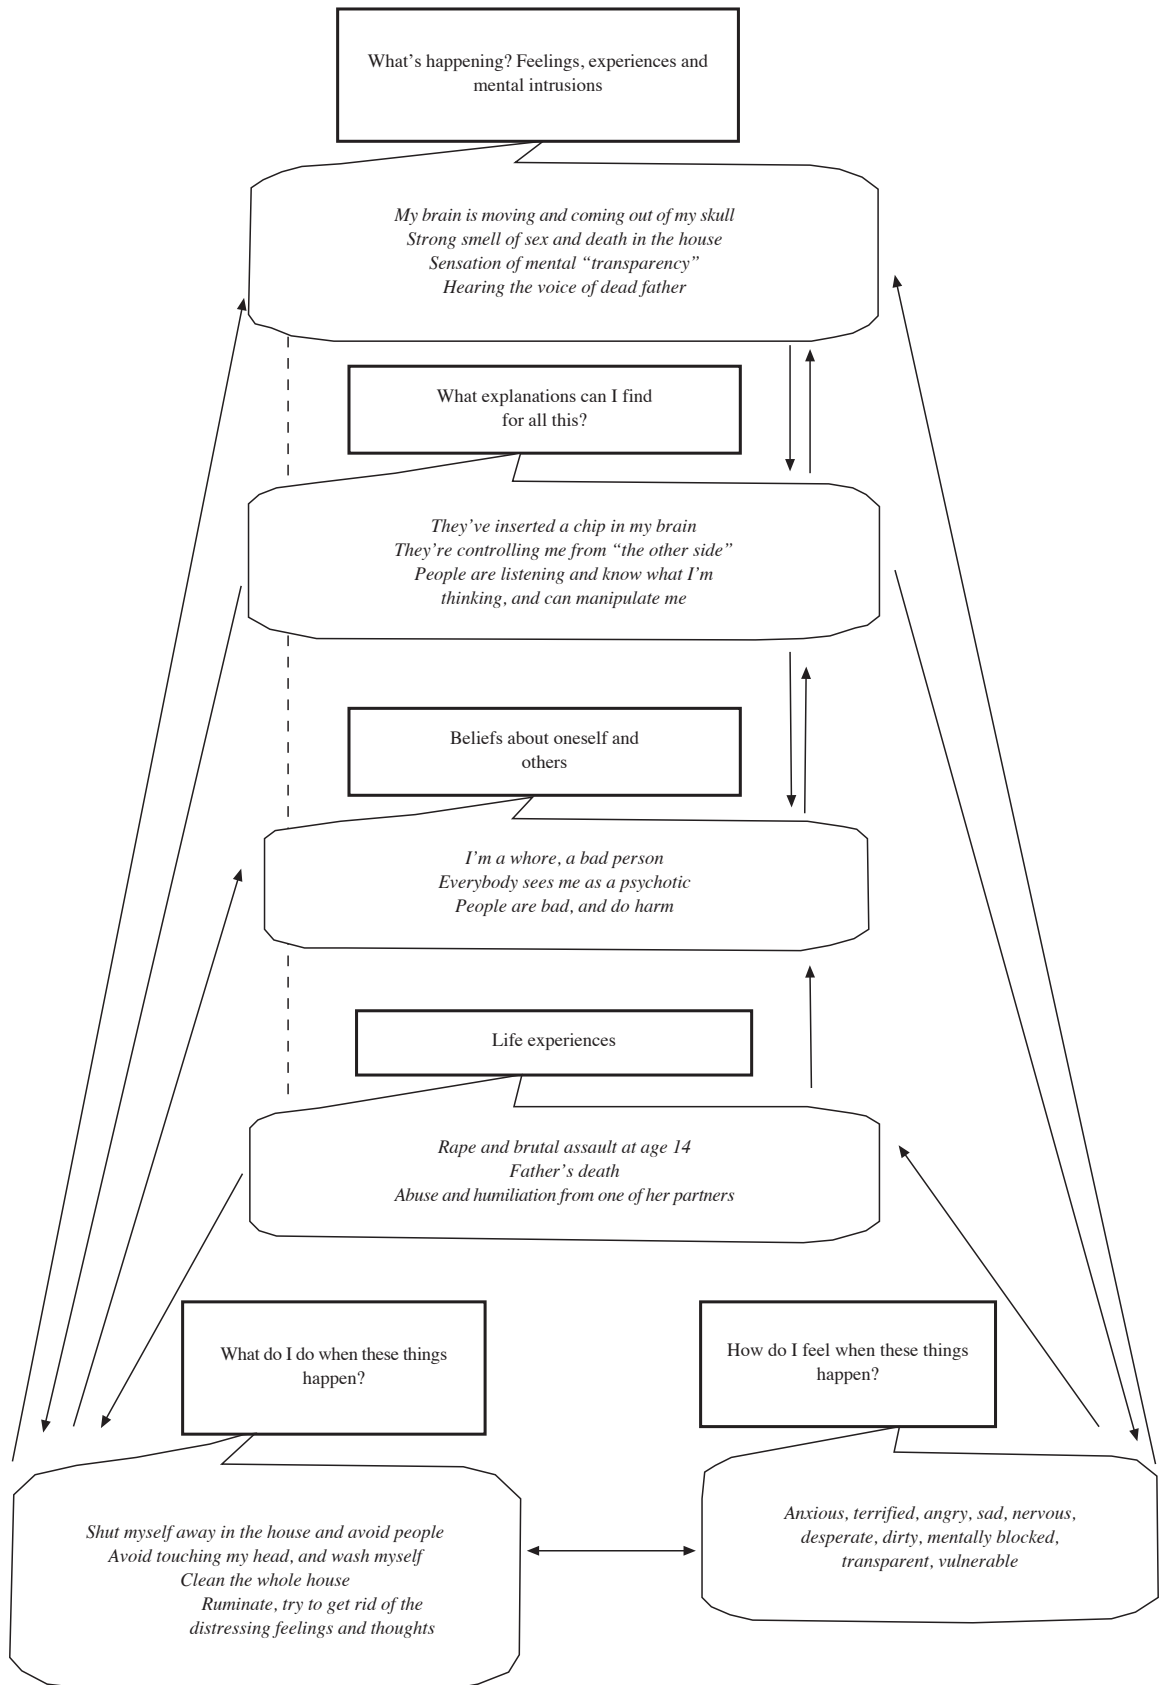 What’s happening? Feelings, experiences and
mental intrusions
My brain is moving and coming out of my skull
Strong smell of sex and death in the house
Sensation of mental “transparency”
Hearing the voice of dead father
What explanations can I find
for all this?
They’ve inserted a chip in my brain
They’re controlling me from “the other side”
People are listening and know what I’m
thinking, and can manipulate me
Beliefs about oneself and
others
I’m a whore, a bad person
Everybody sees me as a psychotic
People are bad, and do harm
Life experiences
Rape and brutal assault at age 14
Father’s death
Abuse and humiliation from one of her partners
What do I do when these things
happen?
How do I feel when these things
happen?
Shut myself away in the house and avoid people
Avoid touching my head, and wash myself
Clean the whole house
Ruminate, try to get rid of the
distressing feelings and thoughts
Anxious, terrified, angry, sad, nervous,
desperate, dirty, mentally blocked,
transparent, vulnerable